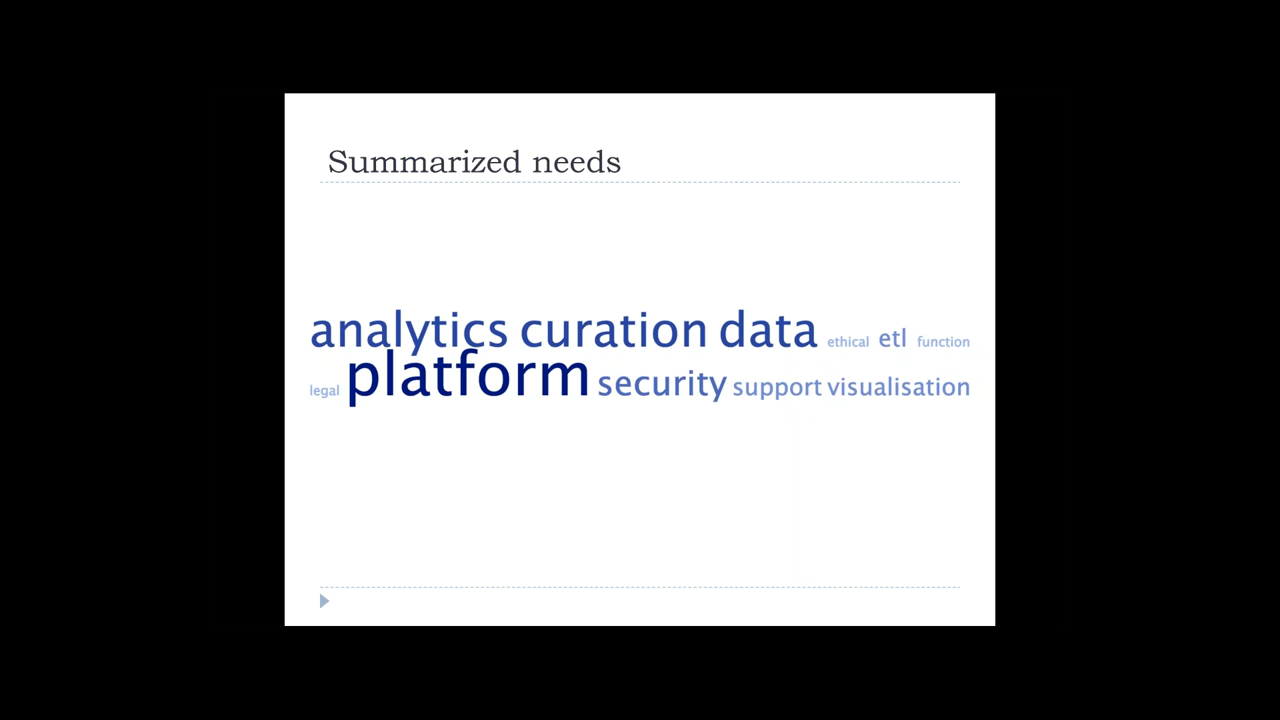 Summarized needs
analytics curation data ethical etl function
legal platform security support visualisation